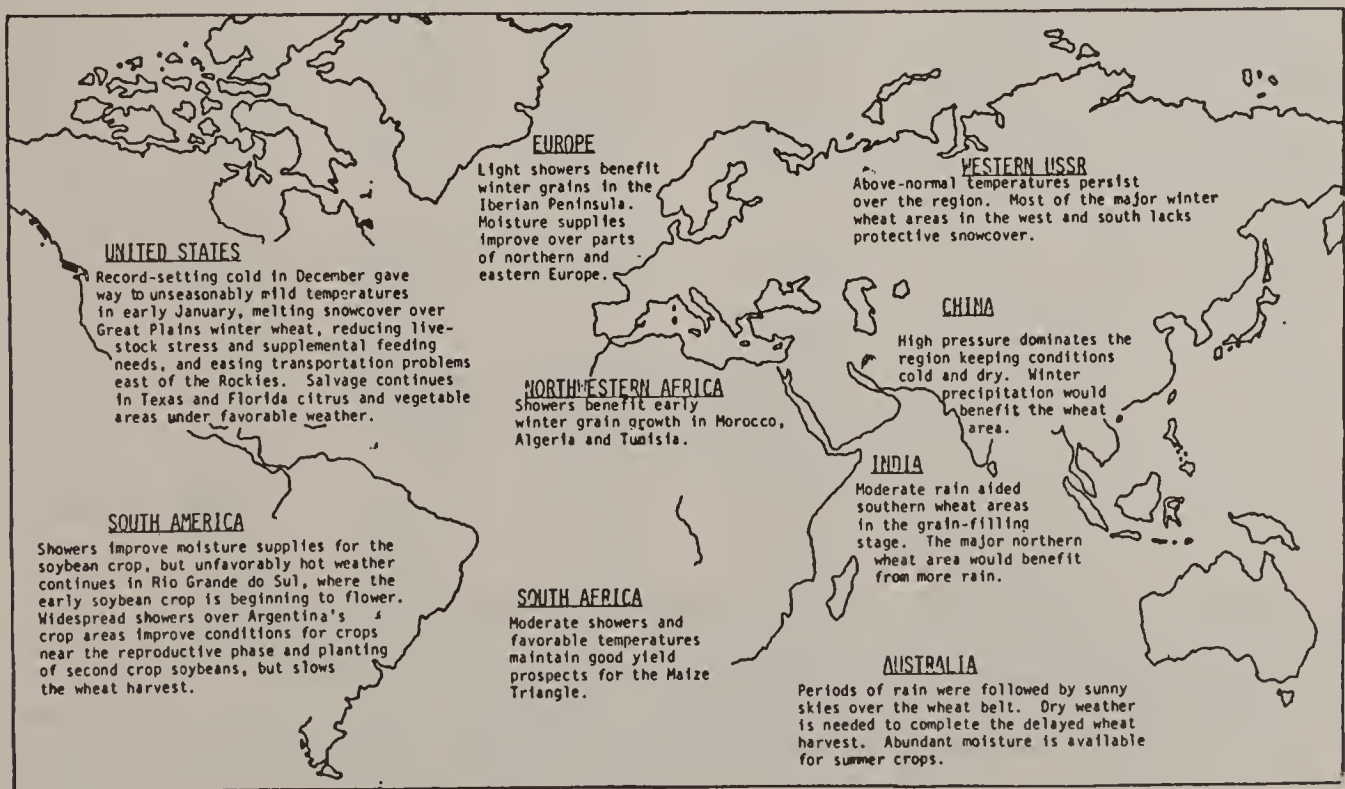 EUROPE
Light showers benefit
winter grains in the
Iberian Peninsula.
Moisture supplies
improve over parts
of northern and
eastern Europe.
WESTERN USSR
Above-normal temperatures persist
over the region. Most of the major winter
wheat areas in the west and south lacks
protective snowcover.
UNITED STATES
Record-setting cold in December gave
way to unseasonably mild temperatures
in early January, melting snowcover over
Great Plains winter wheat, reducing live-
stock stress and supplemental feeding
needs, and easing transportation problems
east of the Rockies. Salvage continues
in Texas and Florida citrus and vegetable
areas under favorable weather.
CHINA
High pressure dominates the
region keeping conditions
cold and dry. Winter
precipitation would
benefit the wheat
area.
NORTHWESTERN AFRICA
Showers benefit early
winter grain growth in Morocco,
Algeria and Tunisia.
INDIA
Moderate rain aided
southern wheat areas
in the grain-filling
stage. The major northern
wheat area would benefit
from more rain.
SOUTH AMERICA
Showers improve moisture supplies for the
soybean crop, but unfavorably hot weather
continues in Rio Grande do Sul, where the
early soybean crop is beginning to flower.
Widespread showers over Argentina's
crop areas improve conditions for crops
near the reproductive phase and planting
of second crop soybeans, but slows
the wheat harvest.
SOUTH AFRICA
Moderate showers and
favorable temperatures
maintain good yield
prospects for the Maize
Triangle.
AUSTRALIA
Periods of rain were followed by sunny
skies over the wheat belt. Dry weather
is needed to complete the delayed wheat
harvest. Abundant moisture is available
for summer crops.